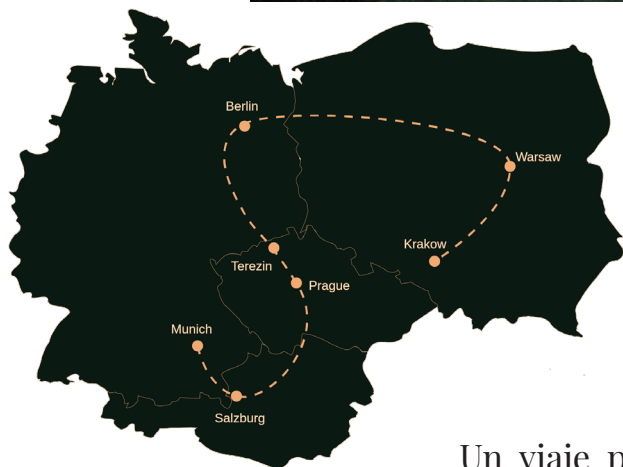 Berlin
Warsaw
Krakow
Terezin
Prague
Munich
Salzburg
Un viaje p